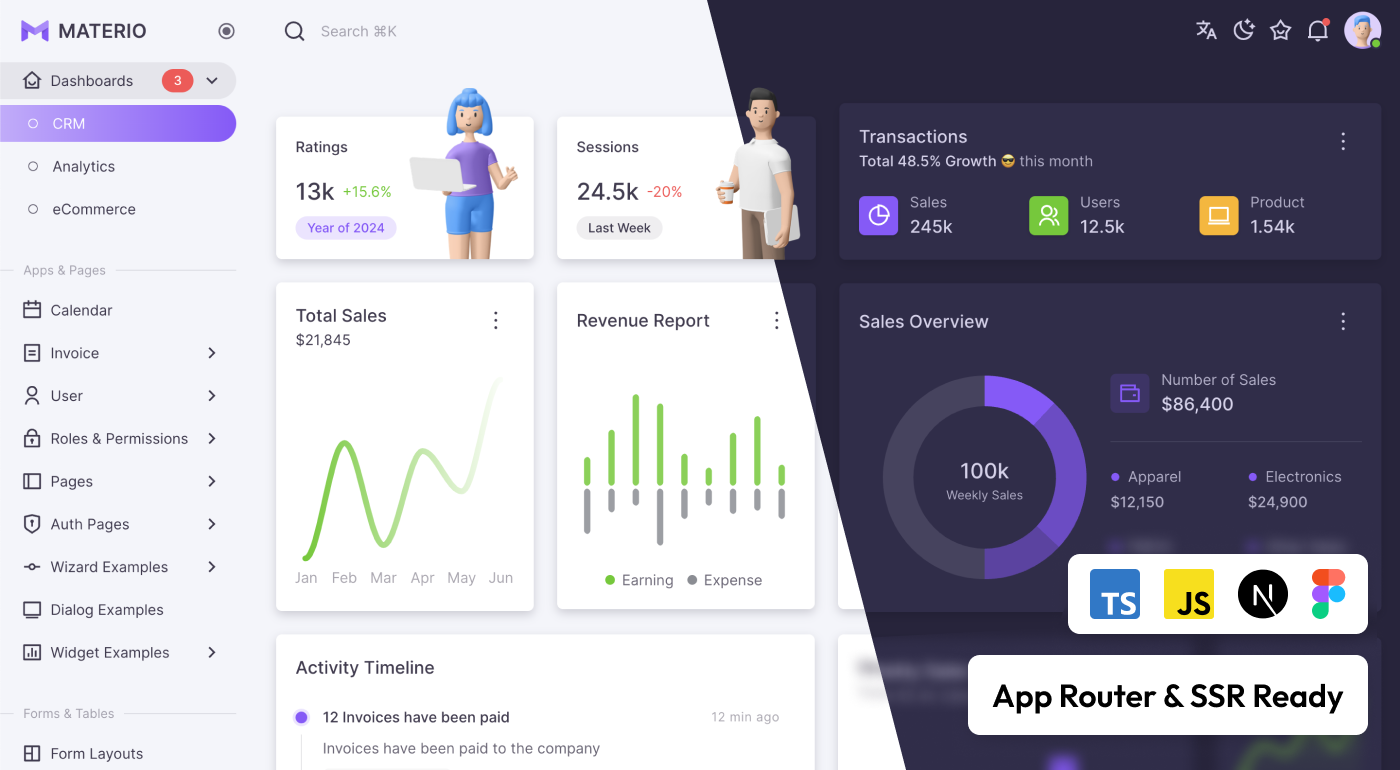 MATERIO
Search ⌘K
Dashboards 3
CRM
Analytics
eCommerce
Apps & Pages
Calendar
Invoice
User
Roles & Permissions
Pages
Auth Pages
Wizard Examples
Dialog Examples
Widget Examples
Forms & Tables
Form Layouts
Ratings
13k +15.6%
Year of 2024
Sessions
24.5k -20%
Last Week
Transactions
Total 48.5% Growth 😎 this month
Sales
245k
Users
12.5k
Product
1.54k
Total Sales
$21,845
Jan Feb Mar Apr May Jun
Revenue Report
Earning Expense
Sales Overview
100k
Weekly Sales
Number of Sales
$86,400
Apparel
$12,150
Electronics
$24,900
Activity Timeline
12 Invoices have been paid 12 min ago
Invoices have been paid to the company
TS JS N
App Router & SSR Ready